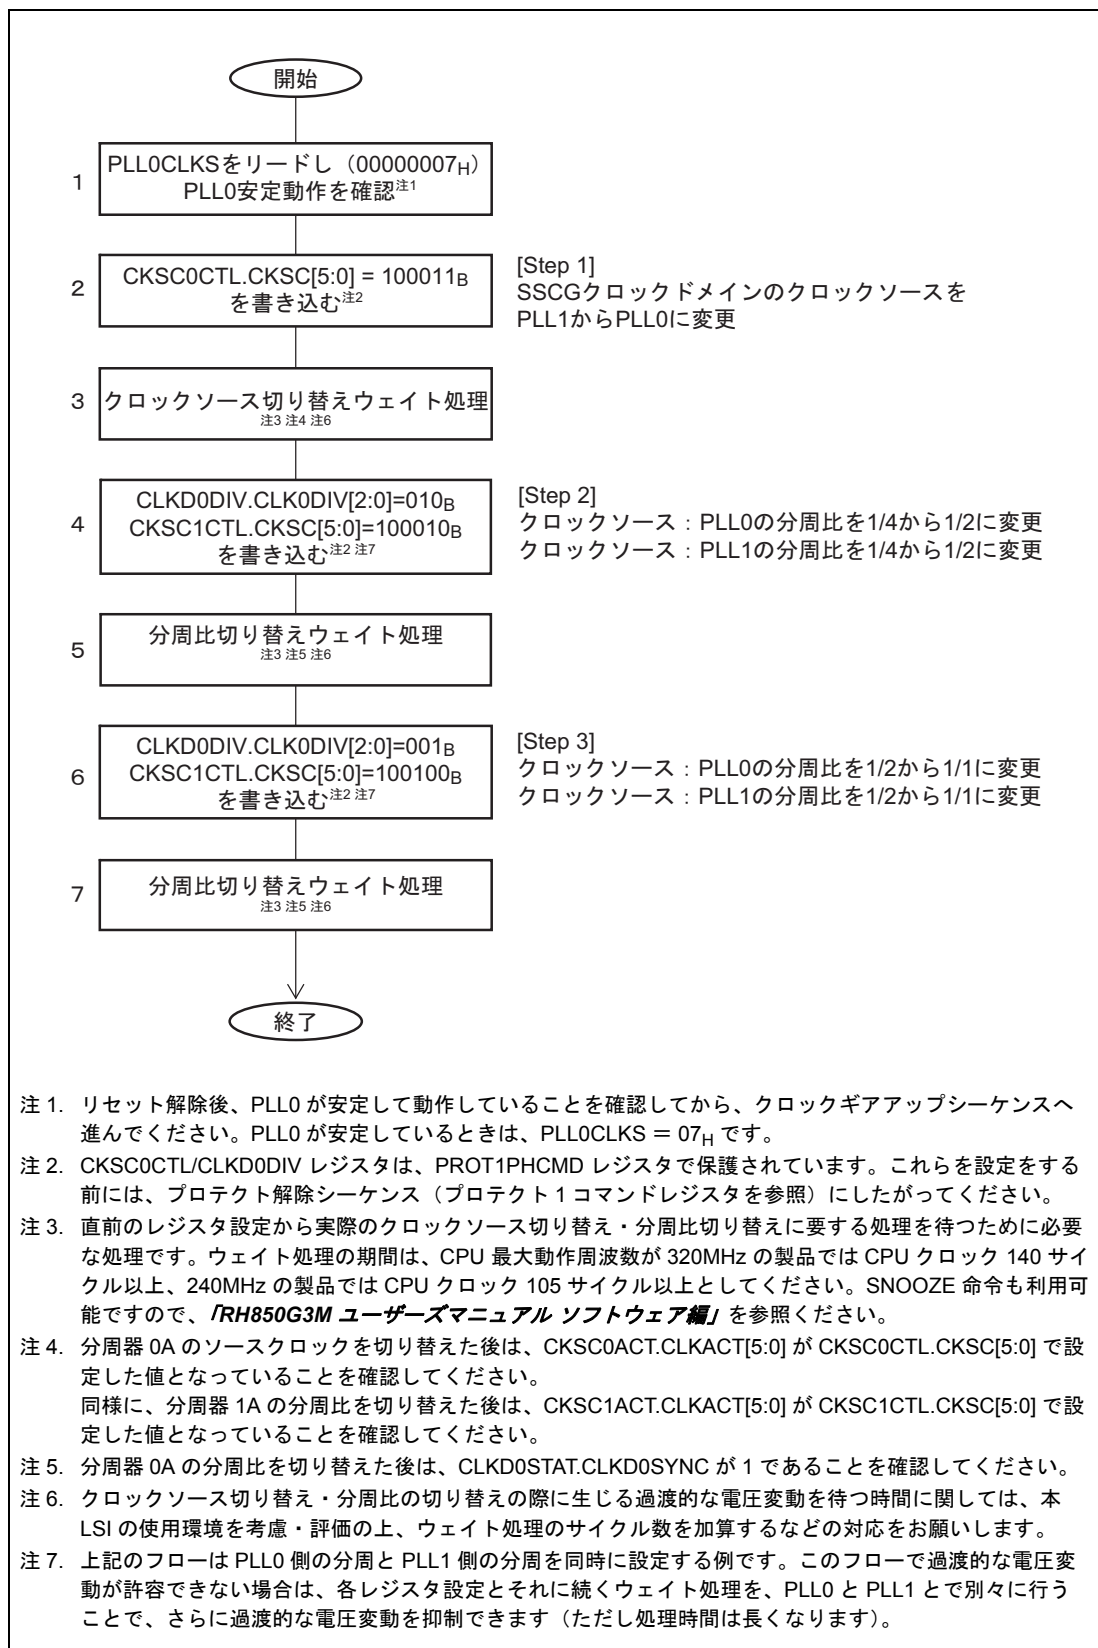 開始
1
PLL0CLKSをリードし（00000007H）
PLL0安定動作を確認注1
2
CKSC0CTL.CKSC[5:0] = 100011B
を書き込む注2
[Step 1]
SSCGクロックドメインのクロックソースを
PLL1からPLL0に変更
3
クロックソース切り替えウェイト処理
注3 注4 注6
4
CLKD0DIV.CLK0DIV[2:0]=010B
CKSC1CTL.CKSC[5:0]=100010B
を書き込む注2 注7
[Step 2]
クロックソース：PLL0の分周比を1/4から1/2に変更
クロックソース：PLL1の分周比を1/4から1/2に変更
5
分周比切り替えウェイト処理
注3 注5 注6
6
CLKD0DIV.CLK0DIV[2:0]=001B
CKSC1CTL.CKSC[5:0]=100100B
を書き込む注2 注7
[Step 3]
クロックソース：PLL0の分周比を1/2から1/1に変更
クロックソース：PLL1の分周比を1/2から1/1に変更
7
分周比切り替えウェイト処理
注3 注5 注6
終了
注 1. リセット解除後、PLL0 が安定して動作していることを確認してから、クロックギアアップシーケンスへ
進んでください。PLL0 が安定しているときは、PLL0CLKS ＝ 07H です。
注 2. CKSC0CTL/CLKD0DIV レジスタは、PROT1PHCMD レジスタで保護されています。これらを設定をする
前には、プロテクト解除シーケンス（プロテクト 1 コマンドレジスタを参照）にしたがってください。
注 3. 直前のレジスタ設定から実際のクロックソース切り替え・分周比切り替えに要する処理を待つために必要
な処理です。ウェイト処理の期間は、CPU 最大動作周波数が 320MHz の製品では CPU クロック 140 サイ
クル以上、240MHz の製品では CPU クロック 105 サイクル以上としてください。SNOOZE 命令も利用可
能ですので、「RH850G3M ユーザーズマニュアル ソフトウェア編」を参照ください。
注 4. 分周器 0A のソースクロックを切り替えた後は、CKSC0ACT.CLKACT[5:0] が CKSC0CTL.CKSC[5:0] で設
定した値となっていることを確認してください。
同様に、分周器 1A の分周比を切り替えた後は、CKSC1ACT.CLKACT[5:0] が CKSC1CTL.CKSC[5:0] で設
定した値となっていることを確認してください。
注 5. 分周器 0A の分周比を切り替えた後は、CLKD0STAT.CLKD0SYNC が 1 であることを確認してください。
注 6. クロックソース切り替え・分周比の切り替えの際に生じる過渡的な電圧変動を待つ時間に関しては、本
LSI の使用環境を考慮・評価の上、ウェイト処理のサイクル数を加算するなどの対応をお願いします。
注 7. 上記のフローは PLL0 側の分周と PLL1 側の分周を同時に設定する例です。このフローで過渡的な電圧変
動が許容できない場合は、各レジスタ設定とそれに続くウェイト処理を、PLL0 と PLL1 とで別々に行う
ことで、さらに過渡的な電圧変動を抑制できます（ただし処理時間は長くなります）。